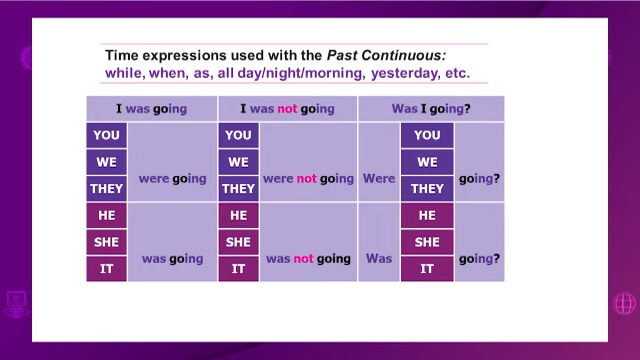 Time expressions used with the Past Continuous:
while, when, as, all day/night/morning, yesterday, etc.
I was going I was not going Was I going?
YOU YOU YOU
WE WE WE
were going were not going Were going?
THEY THEY THEY
HE HE HE
SHE SHE SHE
was going was not going Was going?
IT IT IT